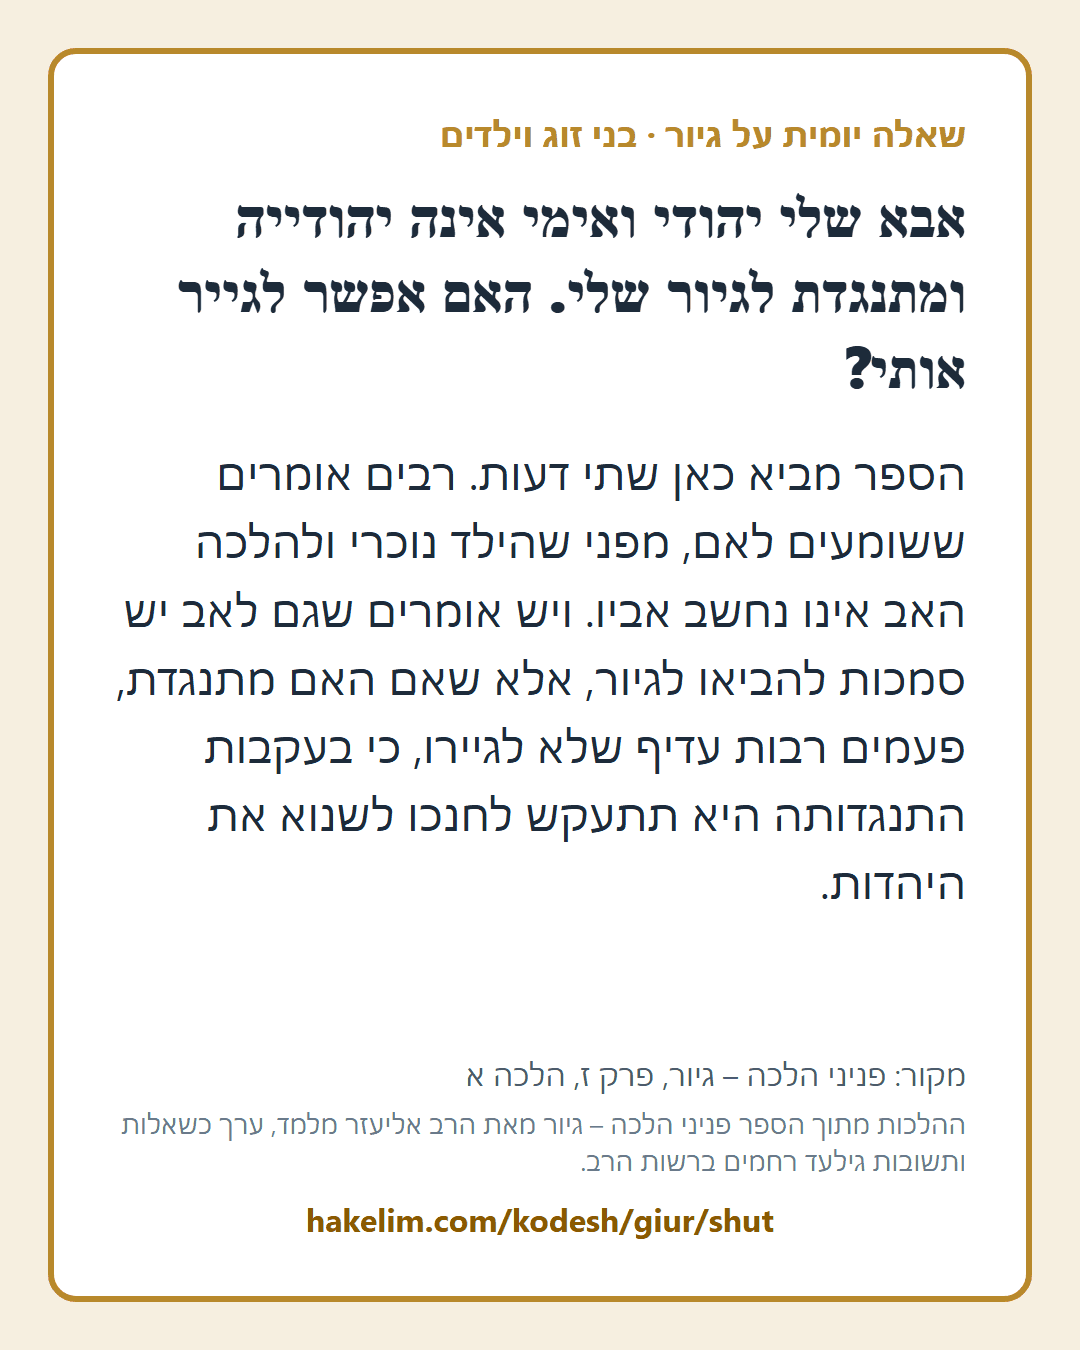 שאלה יומית על גיור · בני זוג וילדים
אבא שלי יהודי ואימי אינה יהודייה
ומתנגדת לגיור שלי. האם אפשר לגייר
אותי?
הספר מביא כאן שתי דעות. רבים אומרים
ששומעים לאם, מפני שהילד נוכרי ולהלכה
האב אינו נחשב אביו. ויש אומרים שגם לאב יש
סמכות להביאו לגיור, אלא שאם האם מתנגדת,
פעמים רבות עדיף שלא לגיירו, כי בעקבות
התנגדותה היא תתעקש לחנכו לשנוא את
היהדות.
מקור: פניני הלכה – גיור, פרק ז, הלכה א
ההלכות מתוך הספר פניני הלכה – גיור מאת הרב אליעזר מלמד, ערך כשאלות
ותשובות גילעד רחמים ברשות הרב.
hakelim.com/kodesh/giur/shut